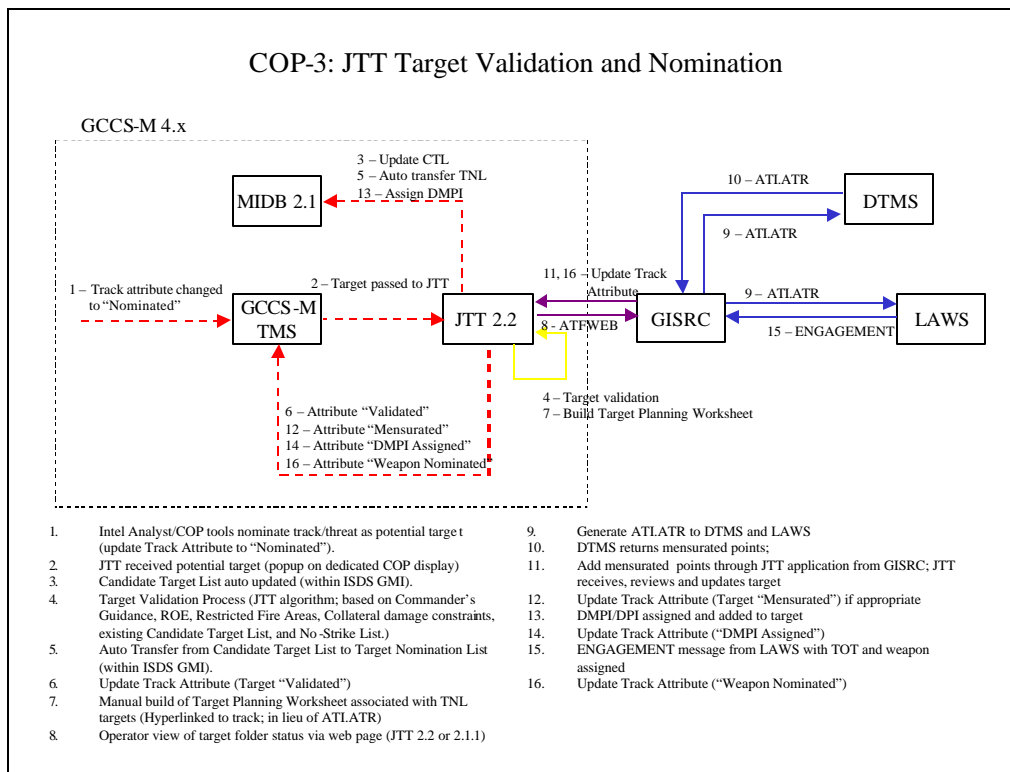 COP-3: JTT Target Validation and Nomination
GCCS-M 4.x
3 – Update CTL
5 – Auto transfer TNL
13 – Assign DMPI
MIDB 2.1
10 – ATI.ATR
DTMS
9 – ATI.ATR
1 – Track attribute changed
to “Nominated”
2 – Target passed to JTT
11, 16 – Update Track
Attribute
GCCS-M
TMS
JTT 2.2
8 - ATFWEB
GISRC
9 – ATI.ATR
15 – ENGAGEMENT
LAWS
4 – Target validation
7 – Build Target Planning Worksheet
6 – Attribute “Validated”
12 – Attribute “Mensurated”
14 – Attribute “DMPI Assigned”
16 – Attribute “Weapon Nominated”
1. Intel Analyst/COP tools nominate track/threat as potential target
(update Track Attribute to “Nominated”).
2. JTT received potential target (popup on dedicated COP display)
3. Candidate Target List auto updated (within ISDS GMI).
4. Target Validation Process (JTT algorithm; based on Commander’s
Guidance, ROE, Restricted Fire Areas, Collateral damage constraints,
existing Candidate Target List, and No-Strike List.)
5. Auto Transfer from Candidate Target List to Target Nomination List
(within ISDS GMI).
6. Update Track Attribute (Target “Validated”)
7. Manual build of Target Planning Worksheet associated with TNL
targets (Hyperlinked to track; in lieu of ATI.ATR)
8. Operator view of target folder status via web page (JTT 2.2 or 2.1.1)
9. Generate ATI.ATR to DTMS and LAWS
10. DTMS returns mensurated points;
11. Add mensurated points through JTT application from GISRC; JTT
receives, reviews and updates target
12. Update Track Attribute (Target “Mensurated”) if appropriate
13. DMPI/DPI assigned and added to target
14. Update Track Attribute (“DMPI Assigned”)
15. ENGAGEMENT message from LAWS with TOT and weapon
assigned
16. Update Track Attribute (“Weapon Nominated”)